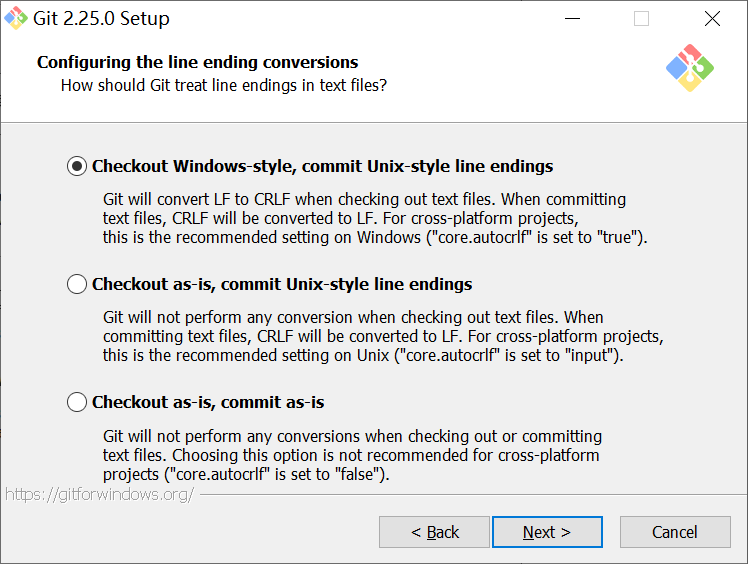 Git 2.25.0 Setup
Configuring the line ending conversions
How should Git treat line endings in text files?
Checkout Windows-style, commit Unix-style line endings
Git will convert LF to CRLF when checking out text files. When committing
text files, CRLF will be converted to LF. For cross-platform projects,
this is the recommended setting on Windows ("core.autocrlf" is set to "true").
Checkout as-is, commit Unix-style line endings
Git will not perform any conversion when checking out text files. When
committing text files, CRLF will be converted to LF. For cross-platform projects,
this is the recommended setting on Unix ("core.autocrlf" is set to "input").
Checkout as-is, commit as-is
Git will not perform any conversions when checking out or committing
text files. Choosing this option is not recommended for cross-platform
projects ("core.autocrlf" is set to "false").
https://gitforwindows.org/
< Back Next > Cancel